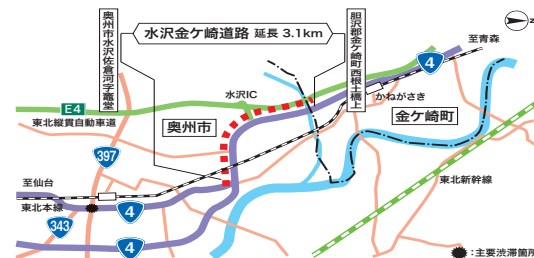 奥州市水沢佐倉河字竈堂
水沢金ケ崎道路 延長 3.1km
胆沢郡金ケ崎町西根土橋上
N
至青森
4
水沢IC
かねがさき
E4
東北縦貫自動車道
奥州市
金ケ崎町
397
至仙台
東北本線
4
343
4
東北新幹線
:主要渋滞箇所